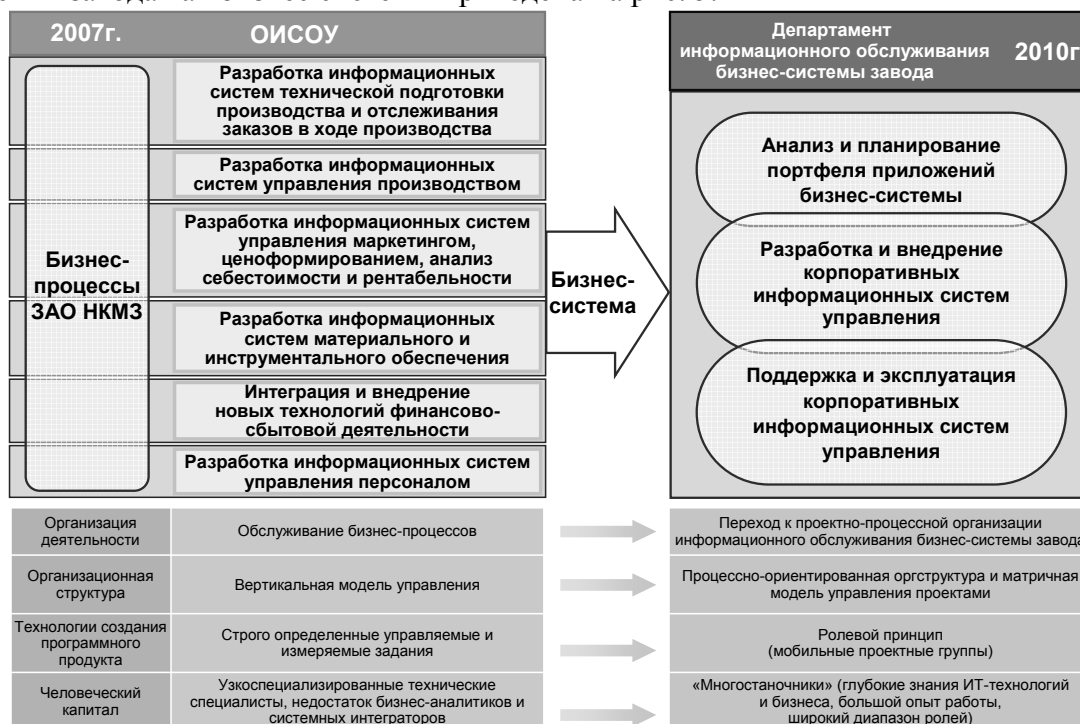 2007г.
ОИСОУ
Бизнес-
процессы
ЗАО НКМЗ
Разработка информационных
систем технической подготовки
производства и отслеживания
заказов в ходе производства
Разработка информационных
систем управления производством
Разработка информационных систем
управления маркетингом,
ценоформированием, анализ
себестоимости и рентабельности
Разработка информационных
систем материального и
инструментального обеспечения
Интеграция и внедрение
новых технологий финансово-
сбытовой деятельности
Разработка информационных систем
управления персоналом
Бизнес-
система
Департамент
информационного обслуживания
бизнес-системы завода
2010г
Анализ и планирование
портфеля приложений
бизнес-системы
Разработка и внедрение
корпоративных
информационных систем
управления
Поддержка и эксплуатация
корпоративных
информационных систем
управления
Организация
деятельности
Обслуживание бизнес-процессов
Переход к проектно-процессной организации
информационного обслуживания бизнес-системы завода
Организационная
структура
Вертикальная модель управления
Процессно-ориентированная оргструктура и матричная
модель управления проектами
Технологии создания
программного
продукта
Строго определенные управляемые и
измеряемые задания
Ролевой принцип
(мобильные проектные группы)
Человеческий
капитал
Узкоспециализированные технические
специалисты, недостаток бизнес-аналитиков и
системных интеграторов
«Многостаночники» (глубокие знания ИТ-технологий
и бизнеса, большой опыт работы,
широкий диапазон ролей)